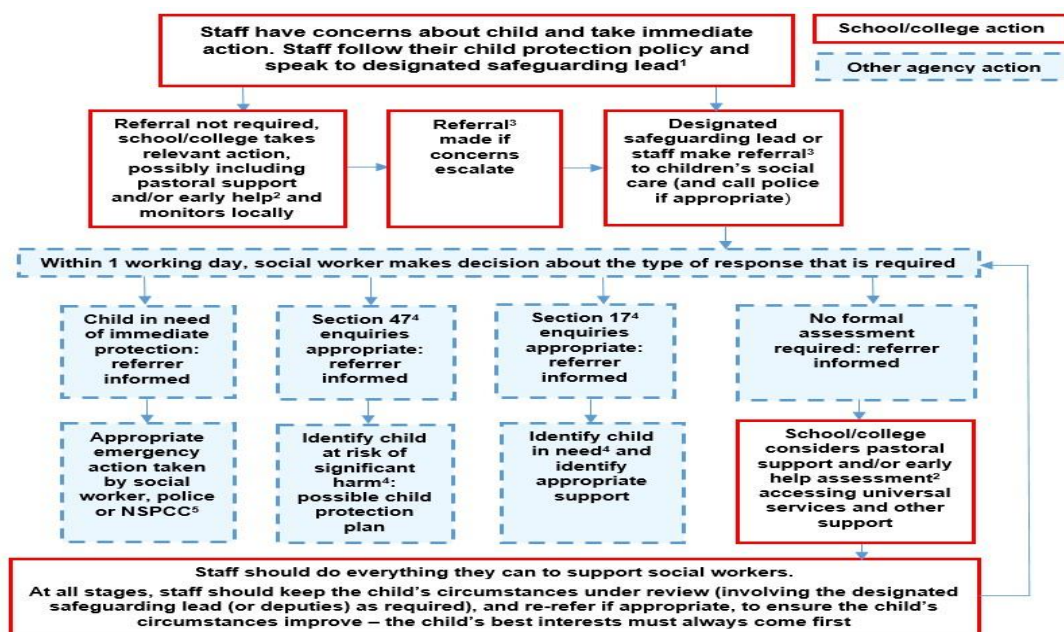 Staff have concerns about child and take immediate
action. Staff follow their child protection policy and
speak to designated safeguarding lead¹
School/college action
Other agency action
Referral not required,
school/college takes
relevant action,
possibly including
pastoral support
and/or early help² and
monitors locally
Referral³
made if
concerns
escalate
Designated
safeguarding lead or
staff make referral³
to children's social
care (and call police
if appropriate)
Within 1 working day, social worker makes decision about the type of response that is required
Child in need
of immediate
protection:
referrer
informed
Section 47⁴
enquiries
appropriate:
referrer
informed
Section 17⁴
enquiries
appropriate:
referrer
informed
No formal
assessment
required: referrer
informed
Appropriate
emergency
action taken
by social
worker, police
or NSPCC⁵
Identify child
at risk of
significant
harm⁴:
possible child
protection
plan
Identify child
in need⁴ and
identify
appropriate
support
School/college
considers pastoral
support and/or early
help assessment²
accessing universal
services and other
support
Staff should do everything they can to support social workers.
At all stages, staff should keep the child's circumstances under review (involving the designated
safeguarding lead (or deputies) as required), and re-refer if appropriate, to ensure the child's
circumstances improve – the child's best interests must always come first